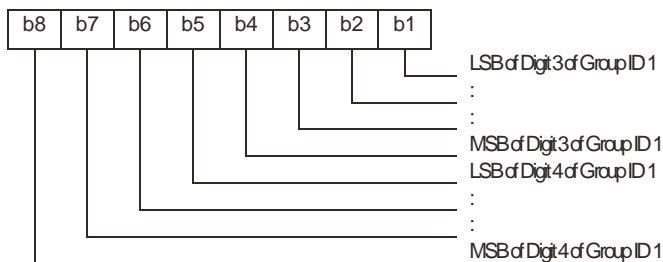 b8 b7 b6 b5 b4 b3 b2 b1
LSB of Digit 3 of Group ID 1
:
:
MSB of Digit 3 of Group ID 1
LSB of Digit 4 of Group ID 1
:
:
MSB of Digit 4 of Group ID 1